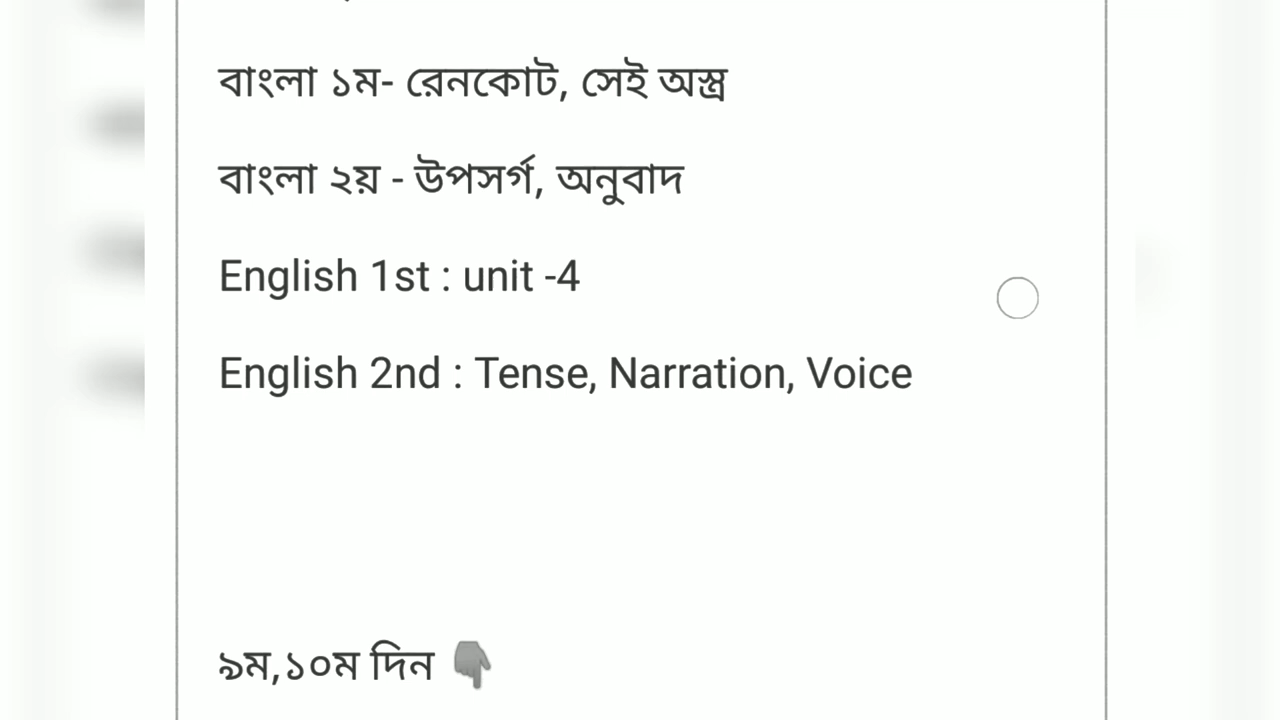 বাংলা ১ম- রেনকোট, সেই অস্ত্র
বাংলা ২য় - উপসর্গ, অনুবাদ
English 1st : unit -4
English 2nd : Tense, Narration, Voice
৯ম,১০ম দিন 👇